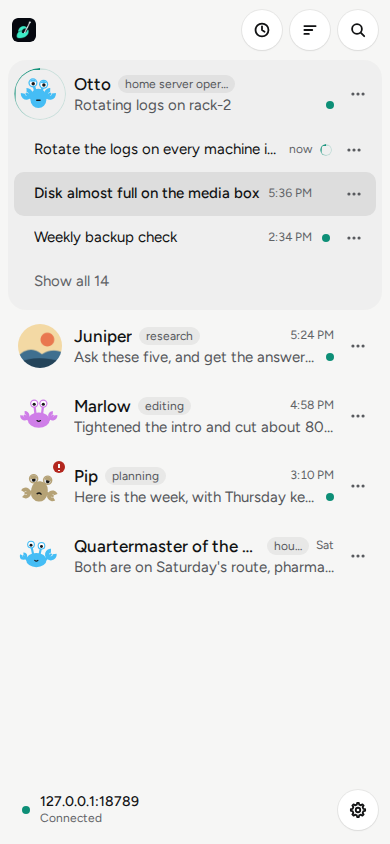 Otto home server oper...
Rotating logs on rack-2
Rotate the logs on every machine i... now
Disk almost full on the media box 5:36 PM
Weekly backup check 2:34 PM
Show all 14
Juniper research 5:24 PM
Ask these five, and get the answer...
Marlow editing 4:58 PM
Tightened the intro and cut about 80...
Pip planning 3:10 PM
Here is the week, with Thursday ke...
Quartermaster of the ... hou... Sat
Both are on Saturday's route, pharma...
127.0.0.1:18789
Connected